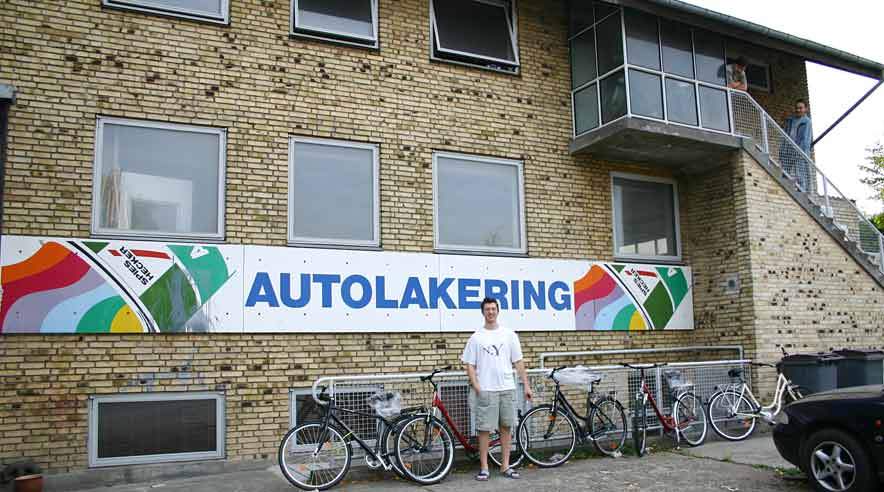 SPIES
HECKER
AUTOLAKERING
SPIES
HECKER
N.Y